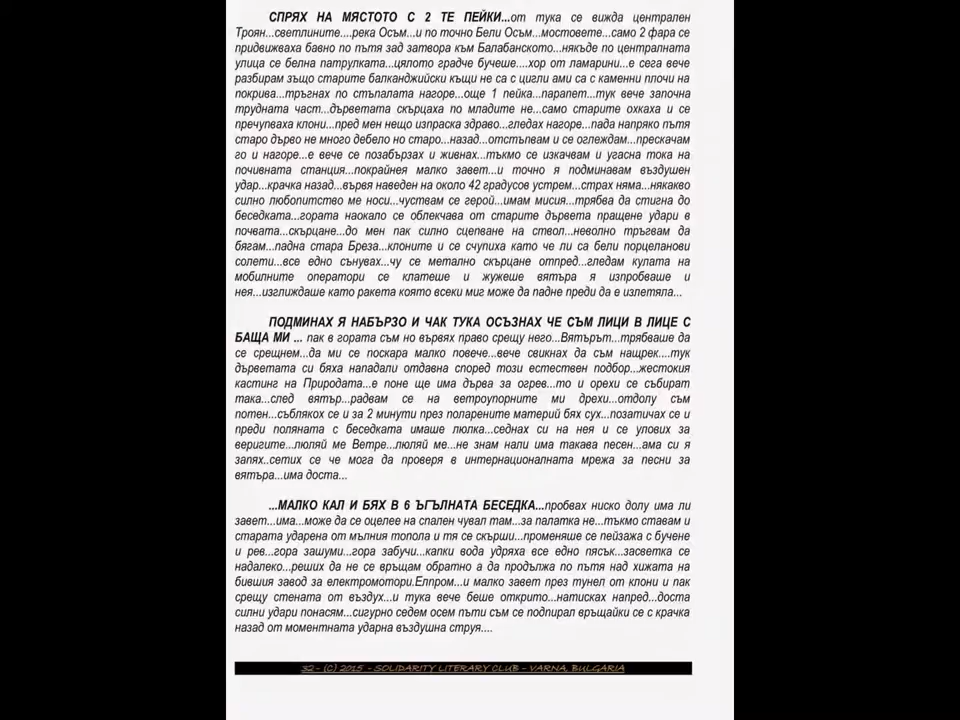 СПРЯХ НА МЯСТОТО С 2 ТЕ ПЕЙКИ...от тука се вижда централен
Троян...светлините....река Осъм...и по точно Бели Осъм...мостовете...само 2 фара се
придвижваха бавно по пътя зад затвора към Балабанското...някъде по централната
улица се белна патрулката...цялото градче бучеше....хор от ламарини...е сега вече
разбирам зъщо старите балканджийски къщи не са с цигли ами са с каменни плочи на
покрива...тръгнах по стъпалата нагоре...още 1 пейка...парапет...тук вече започна
трудната част...дърветата скърцаха по младите не...само старите охкаха и се
пречупваха клони...пред мен нещо изпраска здраво...гледах нагоре...пада напряко пътя
старо дърво не много дебело но старо...назад...отстъпвам и се оглеждам...прескачам
го и нагоре...е вече се позабързах и живнах...тъкмо се изкачвам и угасна тока на
почивната станция...покрайнея малко завет...и точно я подминавам въздушен
удар...крачка назад...вървя наведен на около 42 градусов устрем...страх няма...някакво
силно любопитство ме носи...чуствам се герой...имам мисия...трябва да стигна до
беседката...гората наокало се облекчава от старите дървета пращене удари в
почвата...скърцане...до мен пак силно сцепване на ствол...неволно тръгвам да
бягам...падна стара Бреза...клоните и се счупиха като че ли са бели порцеланови
солети...все едно сънувах...чу се метално скърцане отпред...гледам кулата на
мобилните оператори се клатеше и жужеше вятъра я изпробваше и
нея...изглиждаше като ракета която всеки миг може да падне преди да е излетяла...
ПОДМИНАХ Я НАБЪРЗО И ЧАК ТУКА ОСЪЗНАХ ЧЕ СЪМ ЛИЦИ В ЛИЦЕ С
БАЩА МИ ... пак в гората съм но вървях право срещу него...Вятърът...трябваше да
се срещнем...да ми се поскара малко повече...вече свикнах да съм нащрек....тук
дърветата си бяха нападали отдавна според този естествен подбор...жестокия
кастинг на Природата...е поне ще има дърва за огрев...то и орехи се събират
така...след вятър...радвам се на ветроупорните ми дрехи...отдолу съм
потен...съблякох се и за 2 минути през поларените материй бях сух...позатичах се и
преди поляната с беседката имаше люлка...седнах си на нея и се улових за
веригите...люляй ме Ветре...люляй ме...не знам нали има такава песен...ама си я
запях..сетих се че мога да проверя в интернационалната мрежа за песни за
вятъра...има доста...
...МАЛКО КАЛ И БЯХ В 6 ЪГЪЛНАТА БЕСЕДКА...пробвах ниско долу има ли
завет...има...може да се оцелее на спален чувал там...за палатка не...тъкмо ставам и
старата ударена от мълния топола и тя се скърши...променяше се пейзажа с бучене
и рев...гора зашуми...гора забучи...капки вода удряха все едно пясък...засветка се
надалеко...реших да не се връщам обратно а да продължа по пътя над хижата на
бившия завод за електромотори.Елпром...и малко завет през тунел от клони и пак
срещу стената от въздух...и тука вече беше открито...натисках напред...доста
силни удари понасям...сигурно седем осем пъти съм се подпирал връщайки се с крачка
назад от моментната ударна въздушна струя....
32 - (C) 2015 - SOLIDARITY LITERARY CLUB - VARNA, BULGARIA